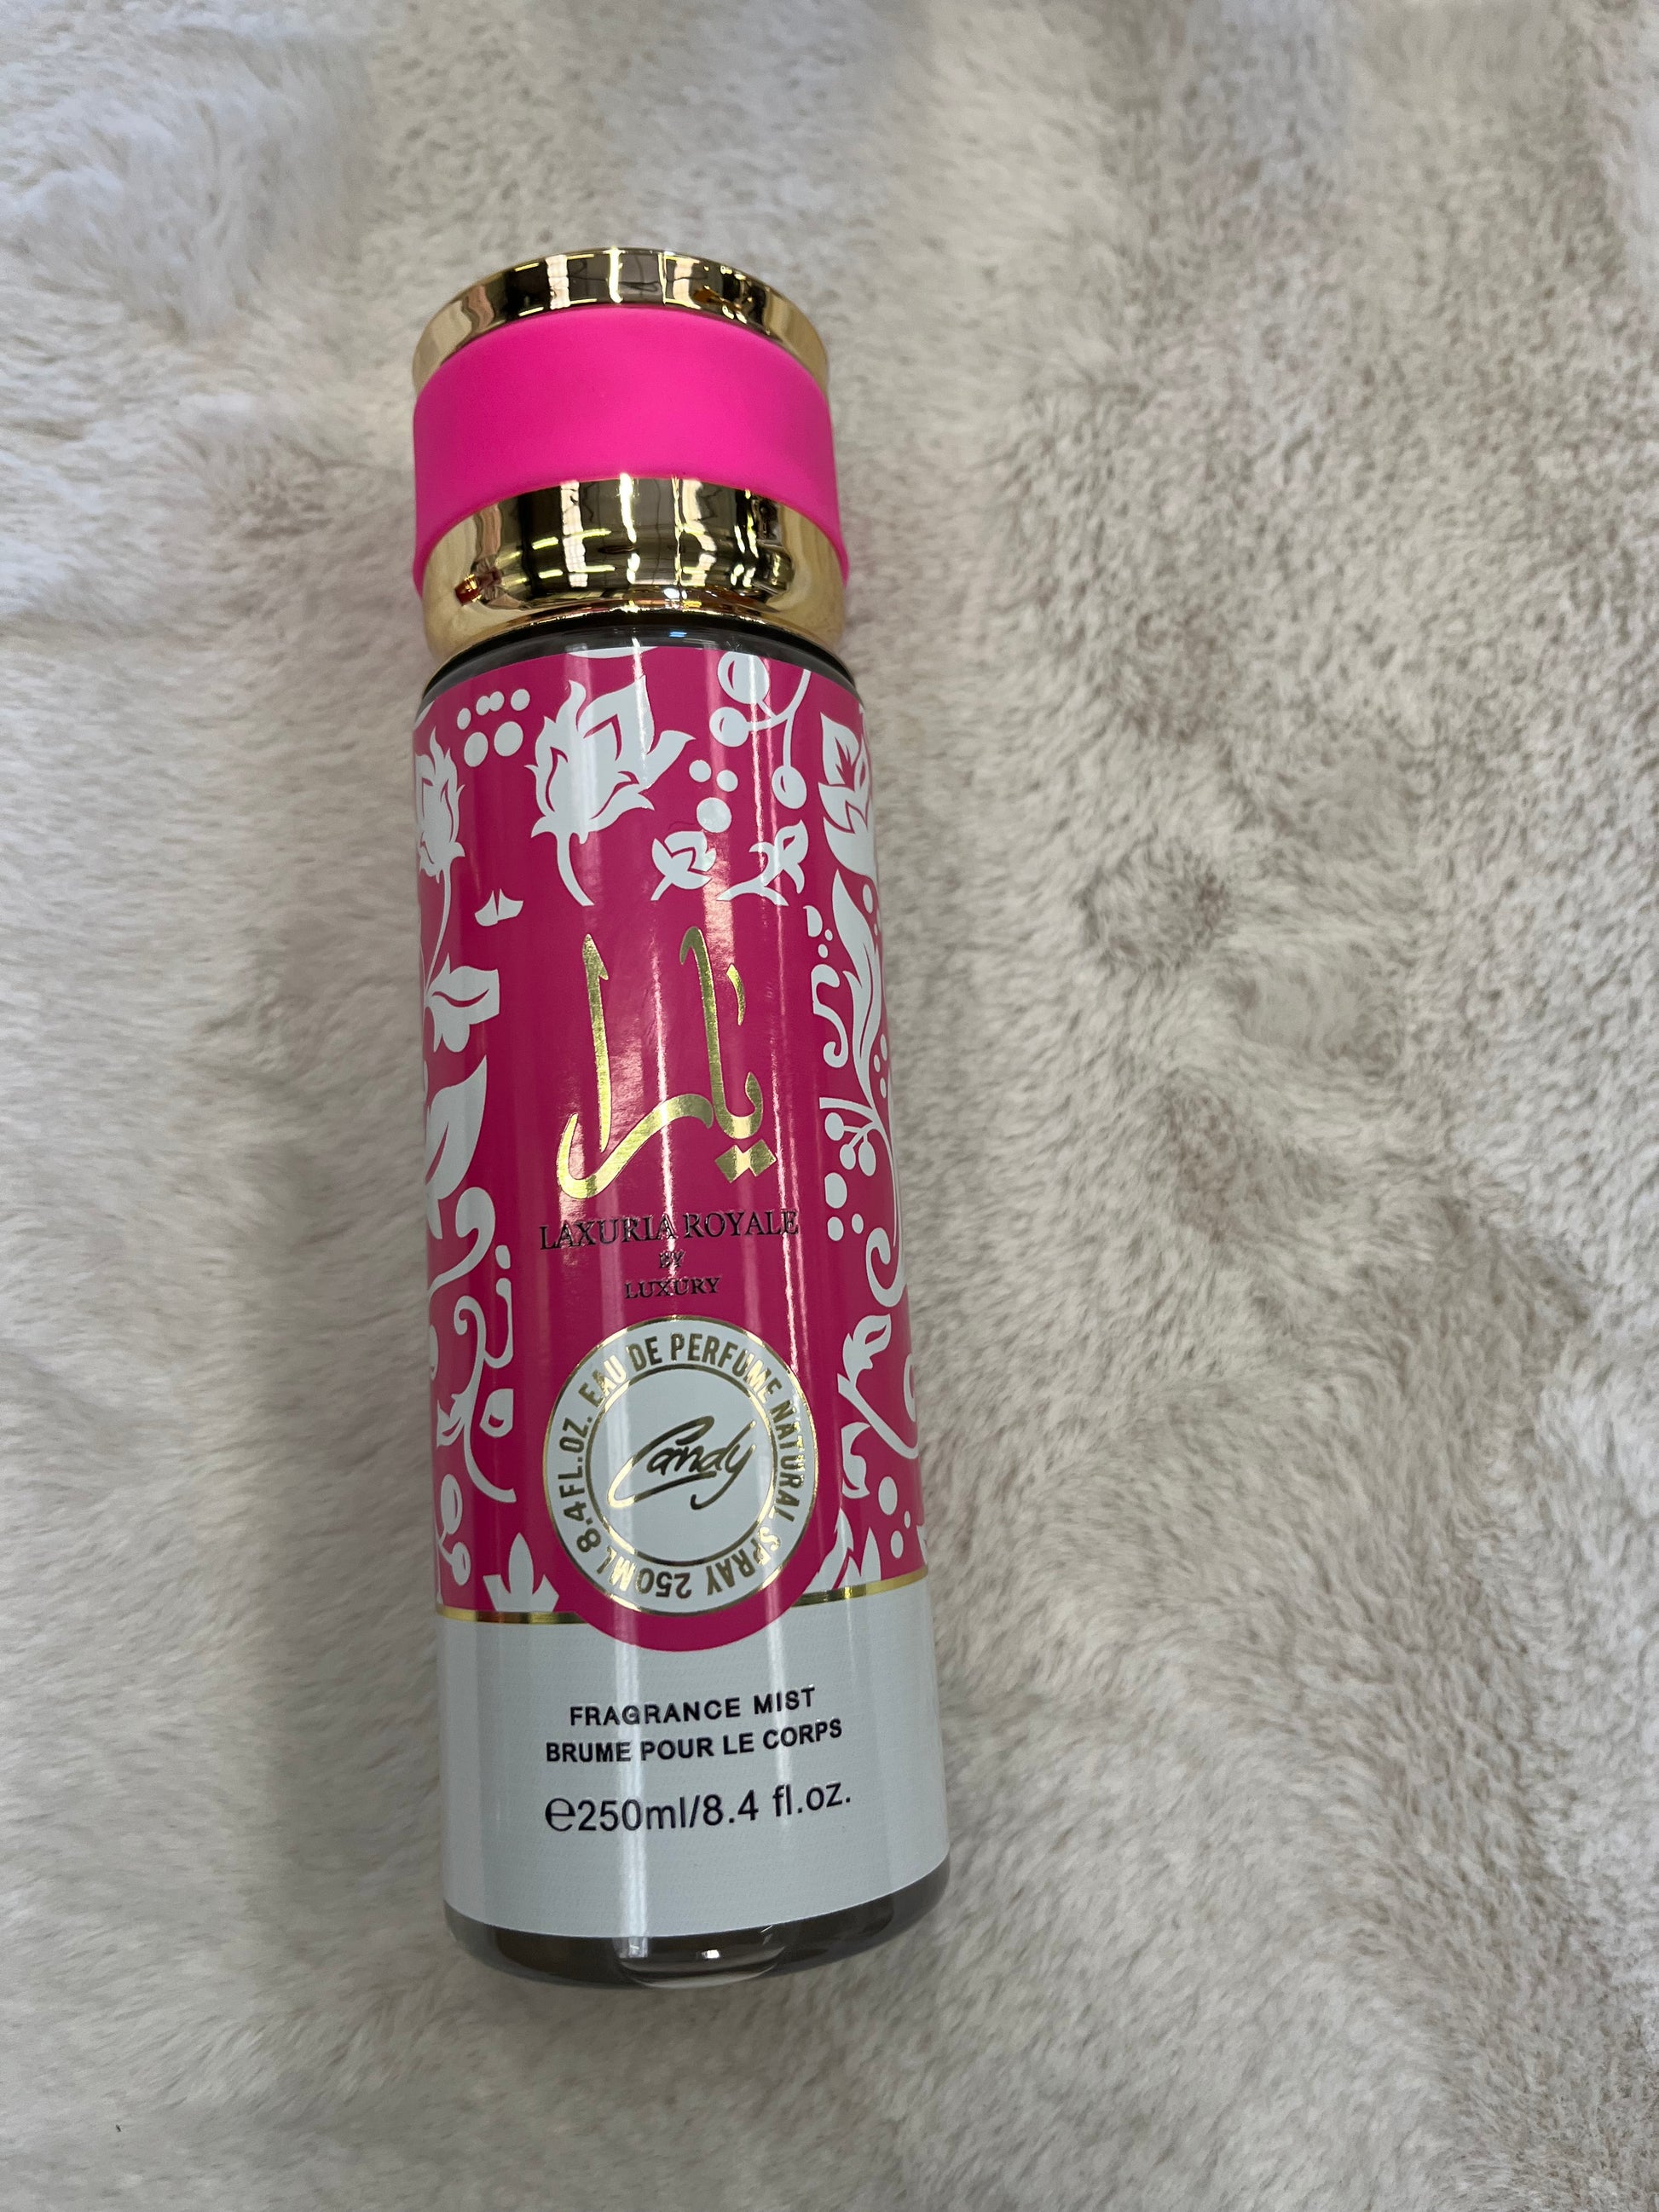 يارا
LAXURIA ROYALE
BY
LUXURY
EAU DE PERFUME NATURAL SPRAY 250ML 8.4FL.OZ.
Candy
FRAGRANCE MIST
BRUME POUR LE CORPS
℮250ml/8.4 fl.oz.